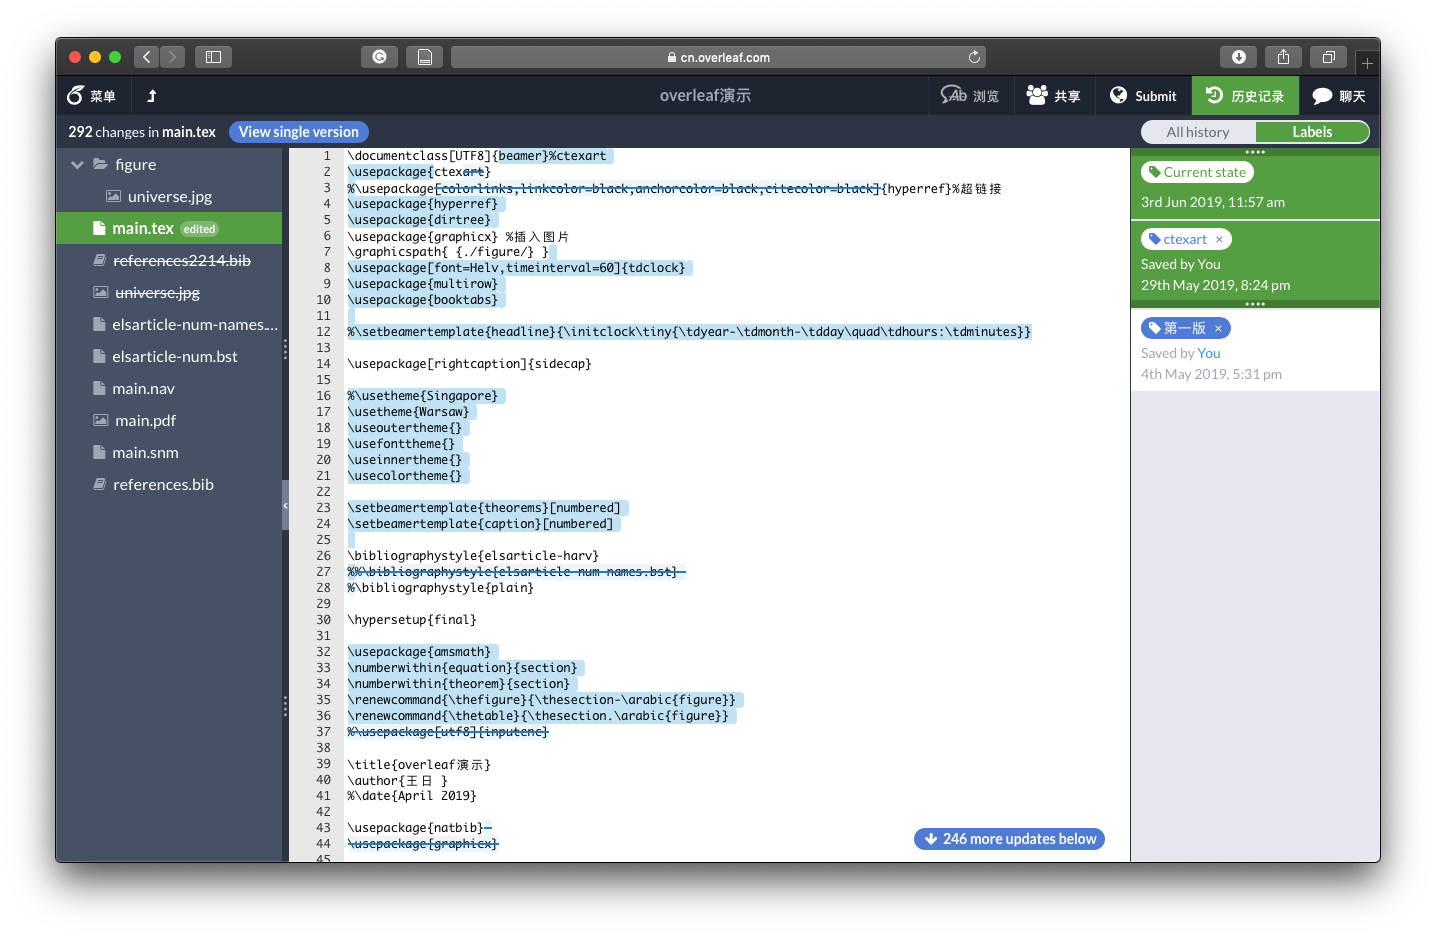 cn.overleaf.com
菜单
overleaf演示
浏览
共享
Submit
历史记录
聊天
292 changes in main.tex
View single version
All history
Labels
figure
universe.jpg
main.tex edited
references2214.bib
universe.jpg
elsarticle-num-names....
elsarticle-num.bst
main.nav
main.pdf
main.snm
references.bib
1 \documentclass[UTF8]{beamer}%ctexart
2 \usepackage{ctexart}
3 %\usepackage[colorlinks,linkcolor=black,anchorcolor=black,citecolor=black]{hyperref}%超链接
4 \usepackage{hyperref}
5 \usepackage{dirtree}
6 \usepackage{graphicx} %插入图片
7 \graphicspath{ {./figure/} }
8 \usepackage[font=Helv,timeinterval=60]{tdclock}
9 \usepackage{multirow}
10 \usepackage{booktabs}
11
12 %\setbeamertemplate{headline}{\initclock\tiny{\tdyear-\tdmonth-\tdday\quad\tdhours:\tdminutes}}
13
14 \usepackage[rightcaption]{sidecap}
15
16 %\usetheme{Singapore}
17 \usetheme{Warsaw}
18 \useoutertheme{}
19 \usefonttheme{}
20 \useinnertheme{}
21 \usecolortheme{}
22
23 \setbeamertemplate{theorems}[numbered]
24 \setbeamertemplate{caption}[numbered]
25
26 \bibliographystyle{elsarticle-harv}
27 %%\bibliographystyle{elsarticle-num-names.bst}
28 %\bibliographystyle{plain}
29
30 \hypersetup{final}
31
32 \usepackage{amsmath}
33 \numberwithin{equation}{section}
34 \numberwithin{theorem}{section}
35 \renewcommand{\thefigure}{\thesection-\arabic{figure}}
36 \renewcommand{\thetable}{\thesection.\arabic{figure}}
37 %\usepackage[utf8]{inputenc}
38
39 \title{overleaf演示}
40 \author{王日 }
41 %\date{April 2019}
42
43 \usepackage{natbib}
44 \usepackage{graphicx}
45
246 more updates below
Current state
3rd Jun 2019, 11:57 am
ctexart ×
Saved by You
29th May 2019, 8:24 pm
第一版 ×
Saved by You
4th May 2019, 5:31 pm